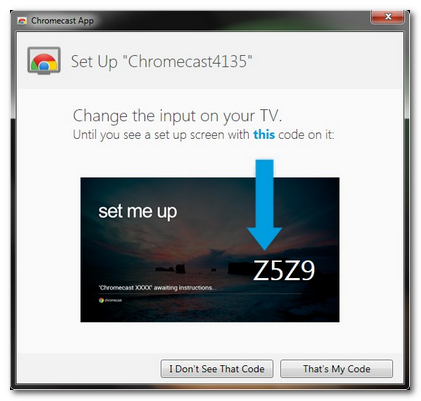 Chromecast App
Set Up "Chromecast4135"
Change the input on your TV.
Until you see a set up screen with this code on it:
set me up
Z5Z9
"Chromecast XXXX" awaiting instructions...
chromecast
I Don't See That Code
That's My Code